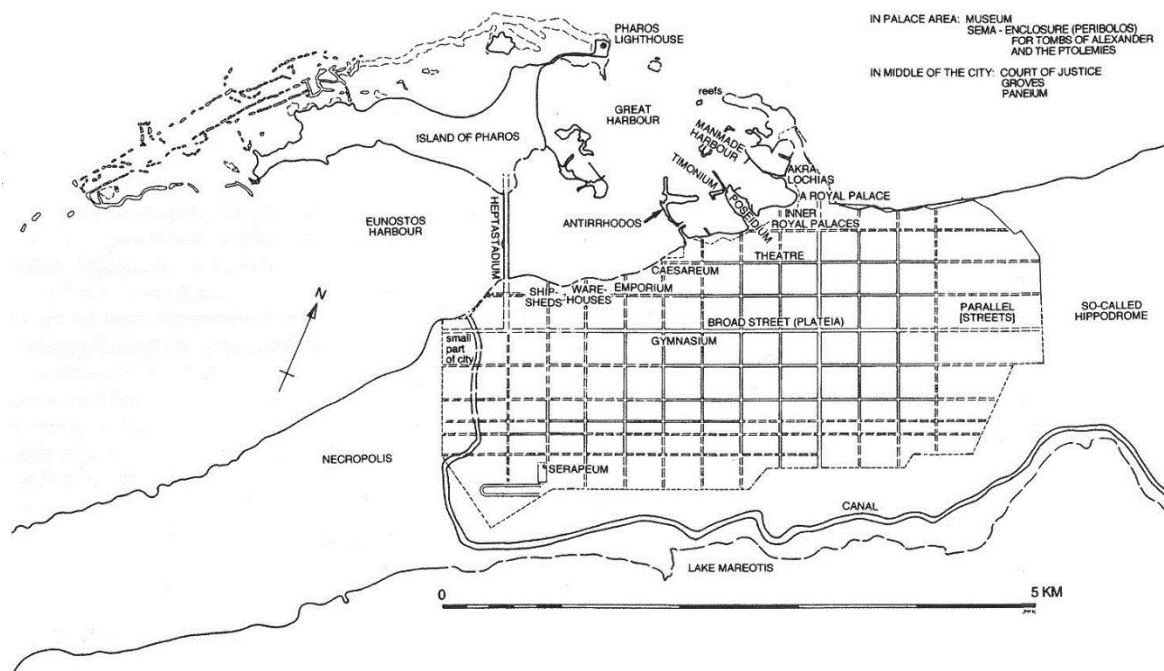 IN PALACE AREA: MUSEUM
SEMA - ENCLOSURE (PERIBOLOS)
FOR TOMBS OF ALEXANDER
AND THE PTOLEMIES
IN MIDDLE OF THE CITY: COURT OF JUSTICE
GROVES
PANEIUM
PHAROS
LIGHTHOUSE
reefs
GREAT
HARBOUR
MANMADE
HARBOUR
ISLAND OF PHAROS
TIMONIUM
AKRA
LOCHIAS
A ROYAL PALACE
POSEIDIUM
INNER
ROYAL PALACES
ANTIRRHODOS
EUNOSTOS
HARBOUR
HEPTASTADIUM
THEATRE
CAESAREUM
EMPORIUM
WARE-
HOUSES
SHIP-
SHEDS
N
PARALLEL
[STREETS]
SO-CALLED
HIPPODROME
BROAD STREET (PLATEIA)
GYMNASIUM
small
part
of city
NECROPOLIS
SERAPEUM
CANAL
LAKE MAREOTIS
0
5 KM